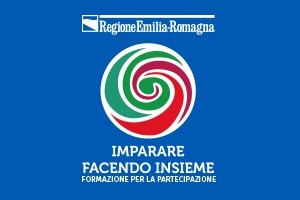 RegioneEmilia-Romagna
IMPARARE
FACENDO INSIEME
FORMAZIONE PER LA PARTECIPAZIONE